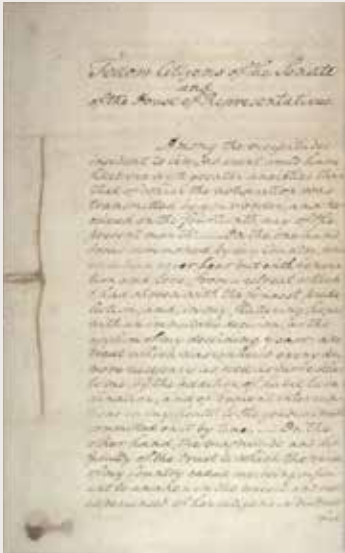 Fellow Citizens of the Senate
and
of the House of Representatives
Among the vicissitudes
incident to life, no event could have
filled me with greater anxieties than
that of which the notification was
transmitted by your order, and re
ceived on the fourteenth day of the
present month. On the one hand,
I was summoned by my Country, whose
voice I can never hear but with venera
tion and love, from a retreat which
I had chosen with the fondest predi
lection, and, in my flattering hopes,
with an immutable decision, as the
asylum of my declining years: a re
treat which was rendered every day
more necessary as well as more dear
to me, by the addition of habit to in
clination, and of frequent interrup
tions in my health to the gradual waste
committed on it by time. On the
other hand, the magnitude and dif
ficulty of the trust to which the voice
of my Country called me, being suffici
ent to awaken in the wisest and most
experienced of her citizens, a distrust